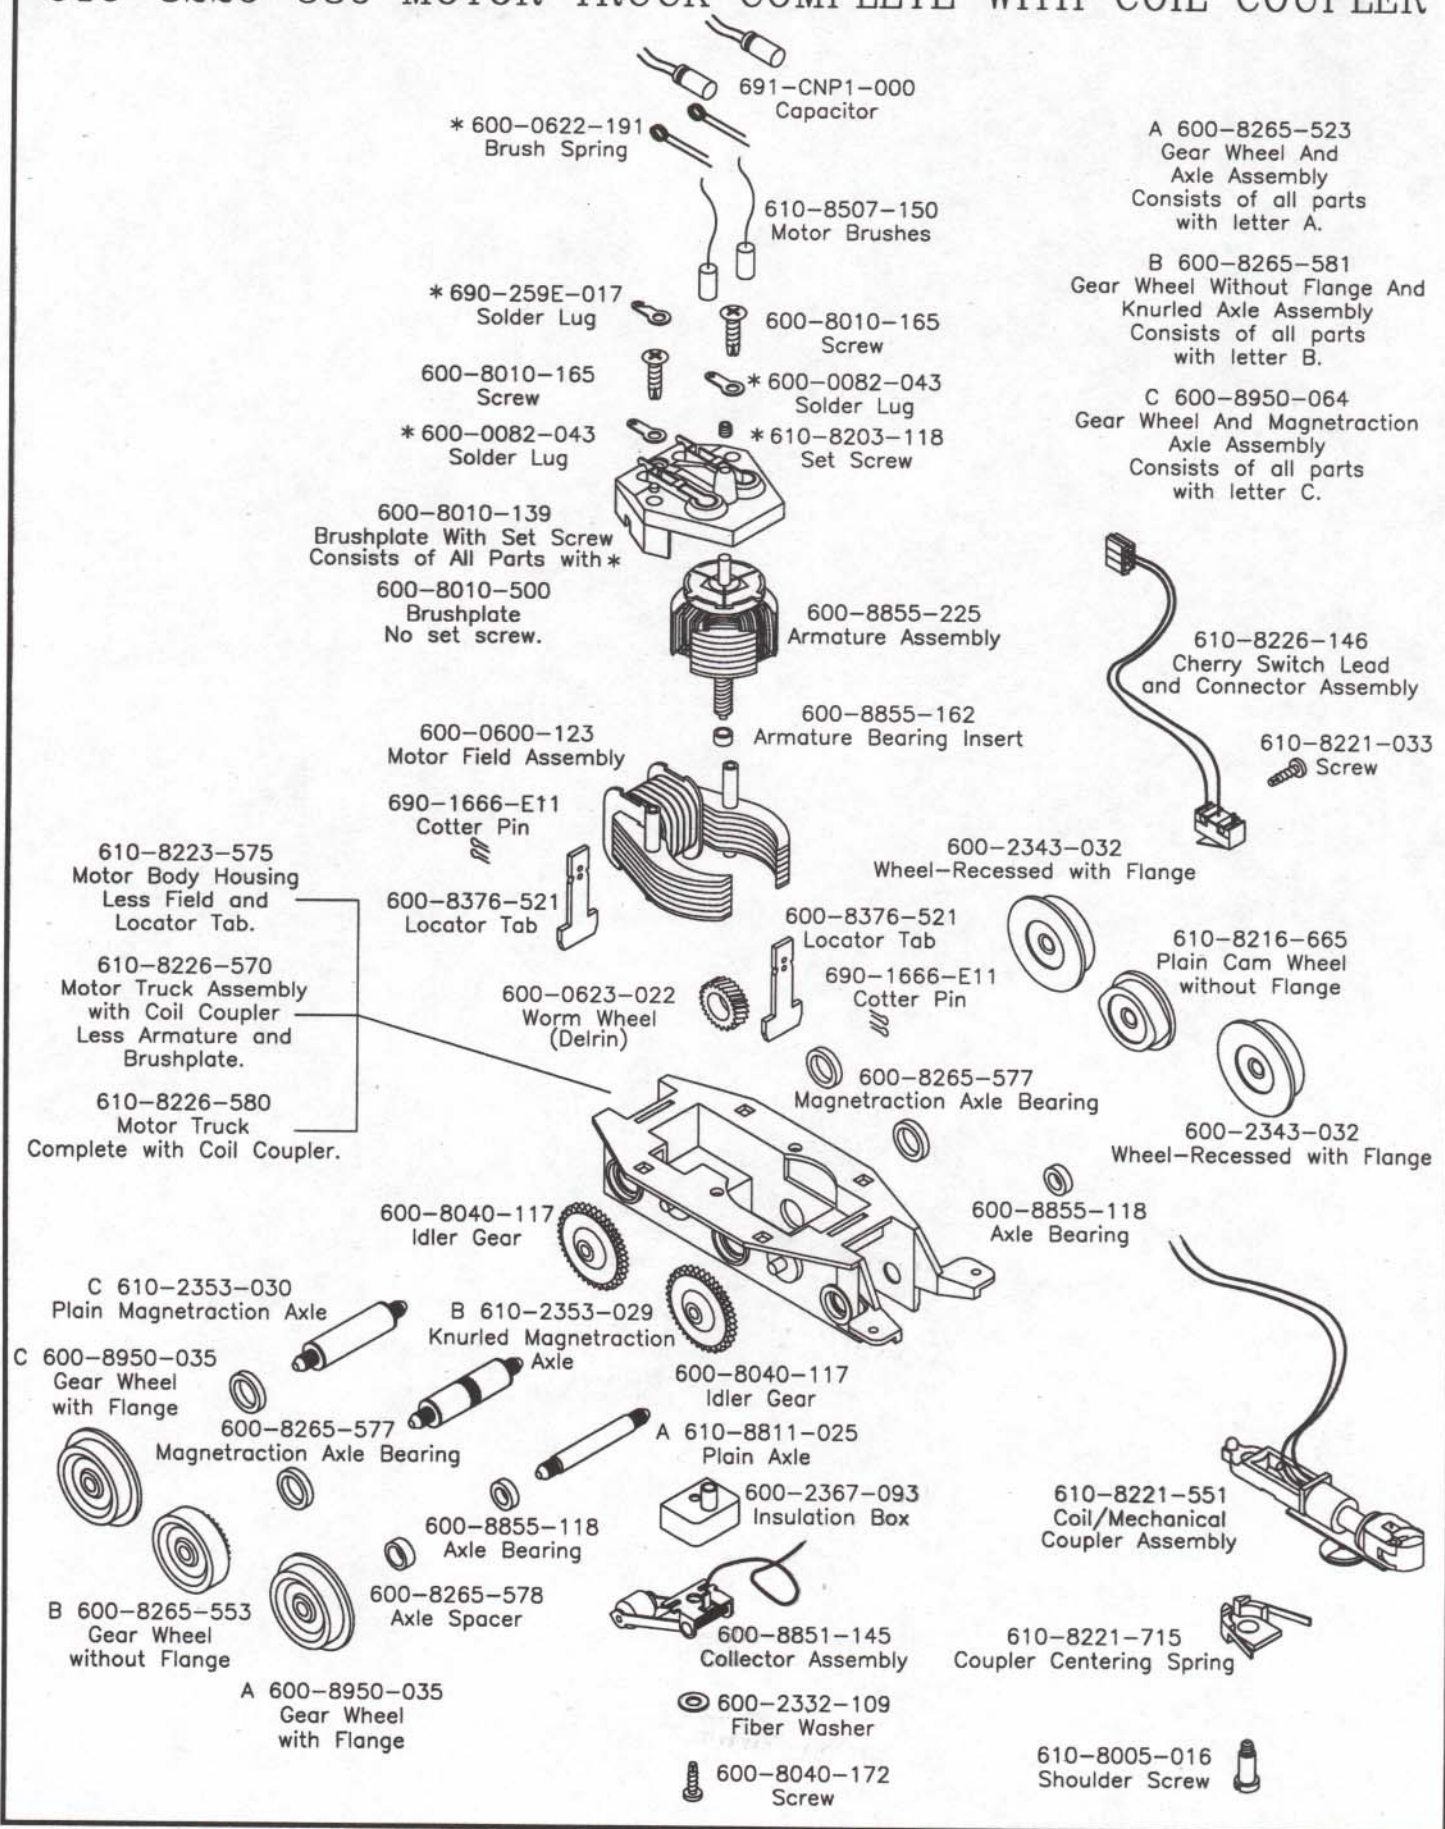 MOTOR TRUCK COMPLETE WITH COIL COUPLER
691-CNP1-000
Capacitor
* 600-0622-191
Brush Spring
610-8507-150
Motor Brushes
* 690-259E-017
Solder Lug
600-8010-165
Screw
600-8010-165
Screw
* 600-0082-043
Solder Lug
* 600-0082-043
Solder Lug
* 610-8203-118
Set Screw
600-8010-139
Brushplate With Set Screw
Consists of All Parts with *
600-8010-500
Brushplate
No set screw.
A 600-8265-523
Gear Wheel And
Axle Assembly
Consists of all parts
with letter A.
B 600-8265-581
Gear Wheel Without Flange And
Knurled Axle Assembly
Consists of all parts
with letter B.
C 600-8950-064
Gear Wheel And Magnetraction
Axle Assembly
Consists of all parts
with letter C.
600-8855-225
Armature Assembly
600-8855-162
Armature Bearing Insert
610-8226-146
Cherry Switch Lead
and Connector Assembly
610-8221-033
Screw
600-0600-123
Motor Field Assembly
690-1666-E11
Cotter Pin
600-8376-521
Locator Tab
610-8223-575
Motor Body Housing
Less Field and
Locator Tab.
610-8226-570
Motor Truck Assembly
with Coil Coupler
Less Armature and
Brushplate.
610-8226-580
Motor Truck
Complete with Coil Coupler.
600-0623-022
Worm Wheel
(Delrin)
600-8376-521
Locator Tab
690-1666-E11
Cotter Pin
600-2343-032
Wheel-Recessed with Flange
610-8216-665
Plain Cam Wheel
without Flange
600-2343-032
Wheel-Recessed with Flange
600-8265-577
Magnetraction Axle Bearing
600-8855-118
Axle Bearing
600-8040-117
Idler Gear
600-8040-117
Idler Gear
C 610-2353-030
Plain Magnetraction Axle
B 610-2353-029
Knurled Magnetraction
Axle
C 600-8950-035
Gear Wheel
with Flange
600-8265-577
Magnetraction Axle Bearing
A 610-8811-025
Plain Axle
600-8855-118
Axle Bearing
600-8265-578
Axle Spacer
B 600-8265-553
Gear Wheel
without Flange
A 600-8950-035
Gear Wheel
with Flange
600-2367-093
Insulation Box
600-8851-145
Collector Assembly
600-2332-109
Fiber Washer
600-8040-172
Screw
610-8221-551
Coil/Mechanical
Coupler Assembly
610-8221-715
Coupler Centering Spring
610-8005-016
Shoulder Screw